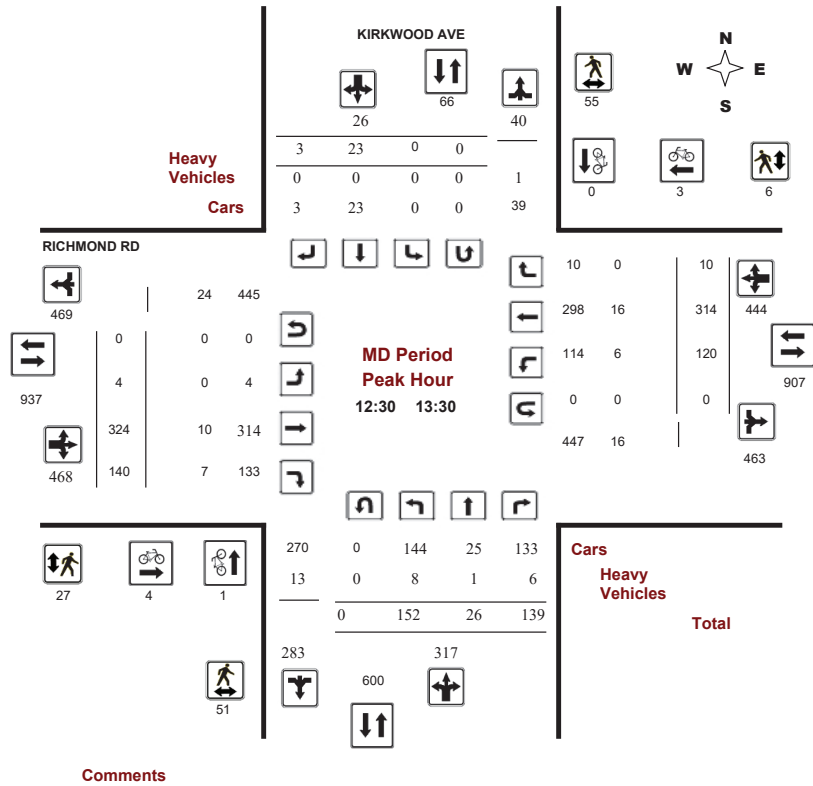 KIRKWOOD AVE
N
W E
S
66
55
26 40
3 23 0 0
Heavy
Vehicles
0 0 0 0 1
0 3 6
Cars 3 23 0 0 39
RICHMOND RD
10 0 10
24 445
469
298 16 314 444
0 0 0
MD Period
Peak Hour
114 6 120
4 0 4
907
937
12:30 13:30
0 0 0
324 10 314
447 16
463
468
140 7 133
270 0 144 25 133 Cars
13 0 8 1 6 Heavy
Vehicles
27 4 1
0 152 26 139
Total
283 317
600
51
Comments